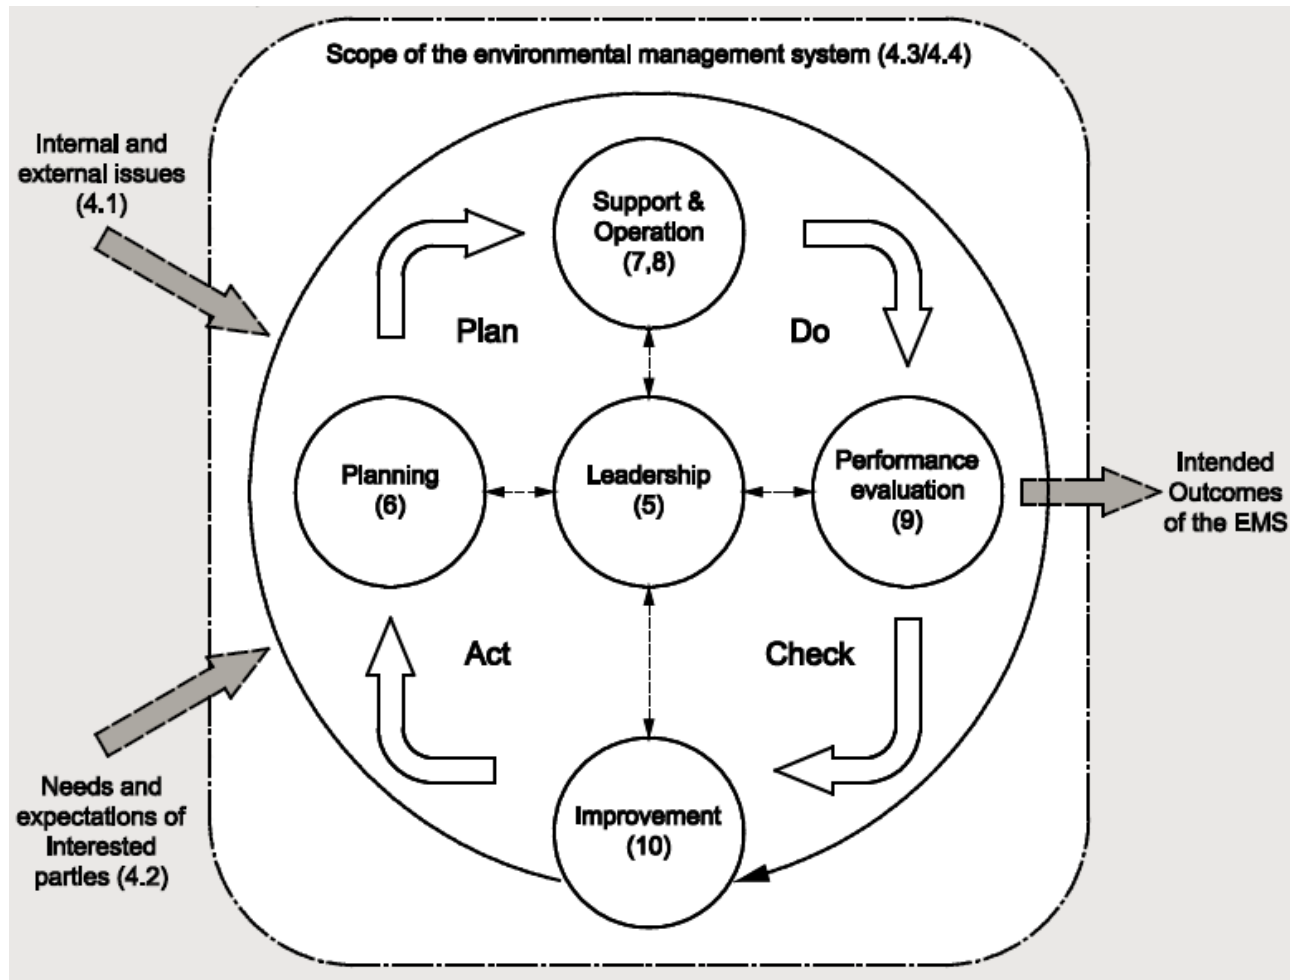 Scope of the environmental management system (4.3/4.4)
Internal and
external issues
(4.1)
Support &
Operation
(7,8)
Plan
Do
Planning
(6)
Leadership
(5)
Performance
evaluation
(9)
Intended
Outcomes
of the EMS
Act
Check
Needs and
expectations of
Interested
parties (4.2)
Improvement
(10)